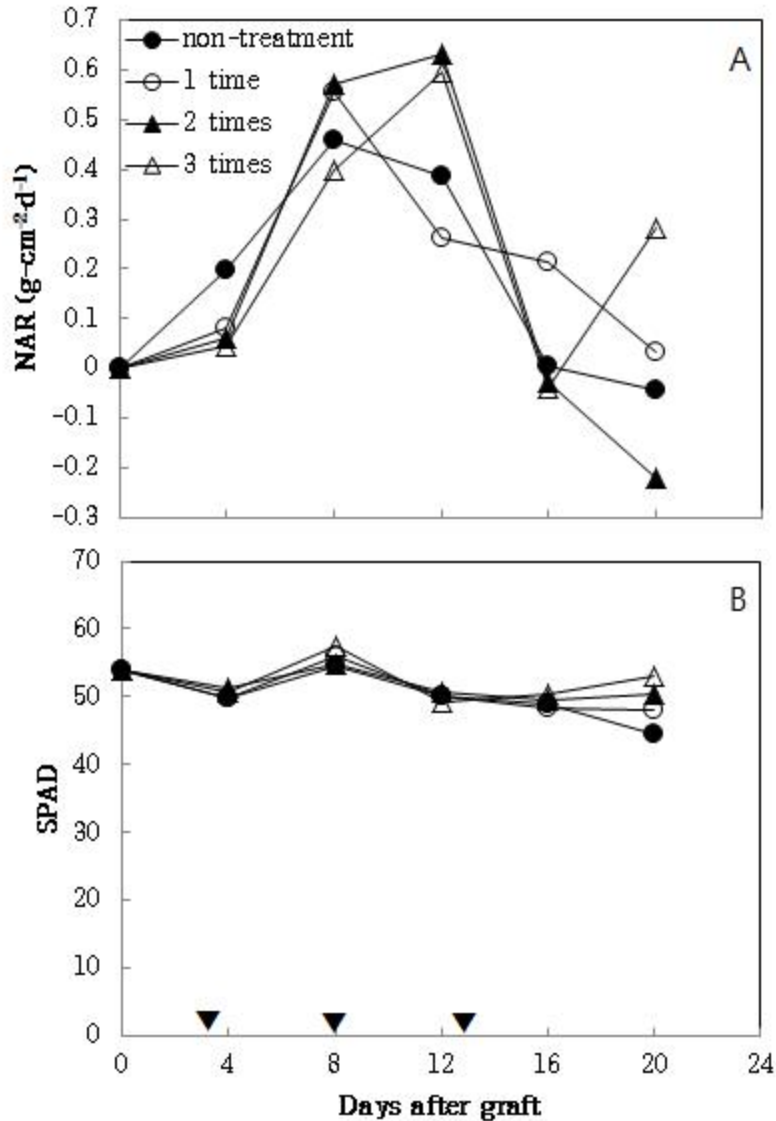 0.7
non-treatment
A
0.6
1 time
0.5
2 times
0.4
3 times
0.3
0.2
0.1
0
-0.1
-0.2
-0.3
NAR (g-cm⁻²-d⁻¹)
70
B
60
50
40
30
20
10
0
SPAD
0 4 8 12 16 20 24
Days after graft